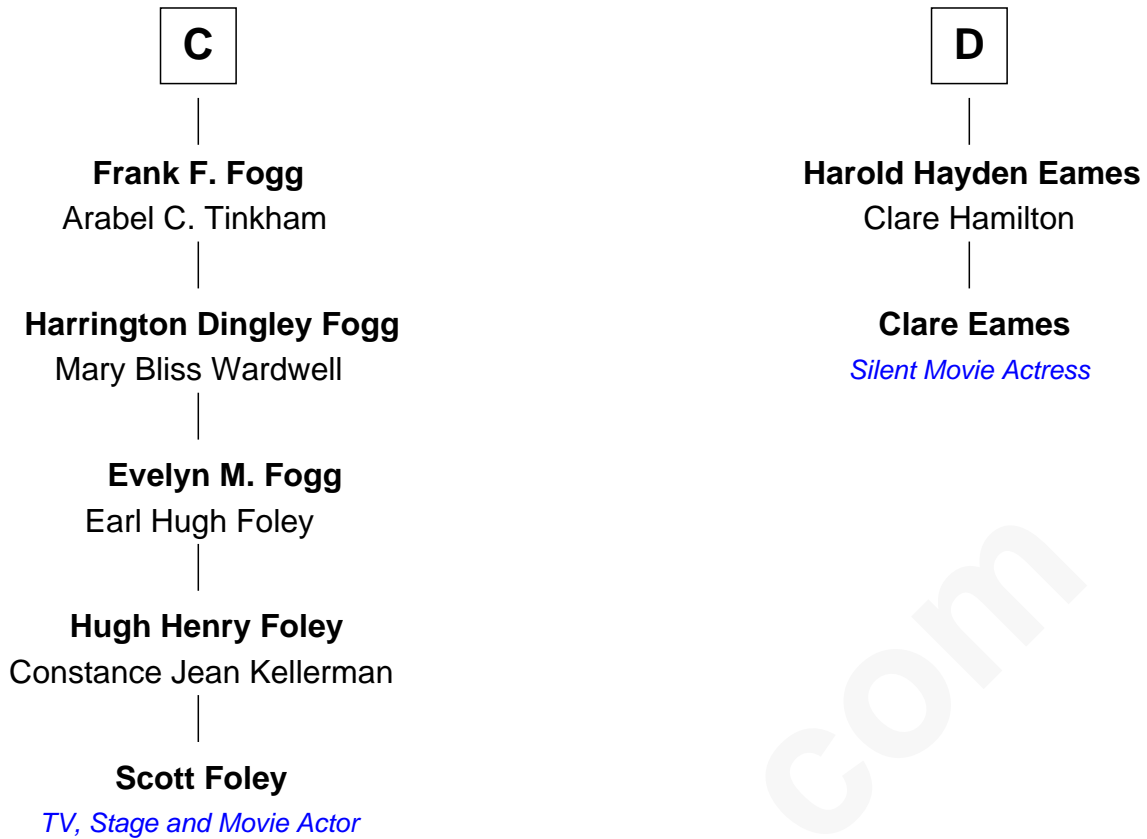 C
Frank F. Fogg
Arabel C. Tinkham
Harrington Dingley Fogg
Mary Bliss Wardwell
Evelyn M. Fogg
Earl Hugh Foley
Hugh Henry Foley
Constance Jean Kellerman
Scott Foley
TV, Stage and Movie Actor
D
Harold Hayden Eames
Clare Hamilton
Clare Eames
Silent Movie Actress
com